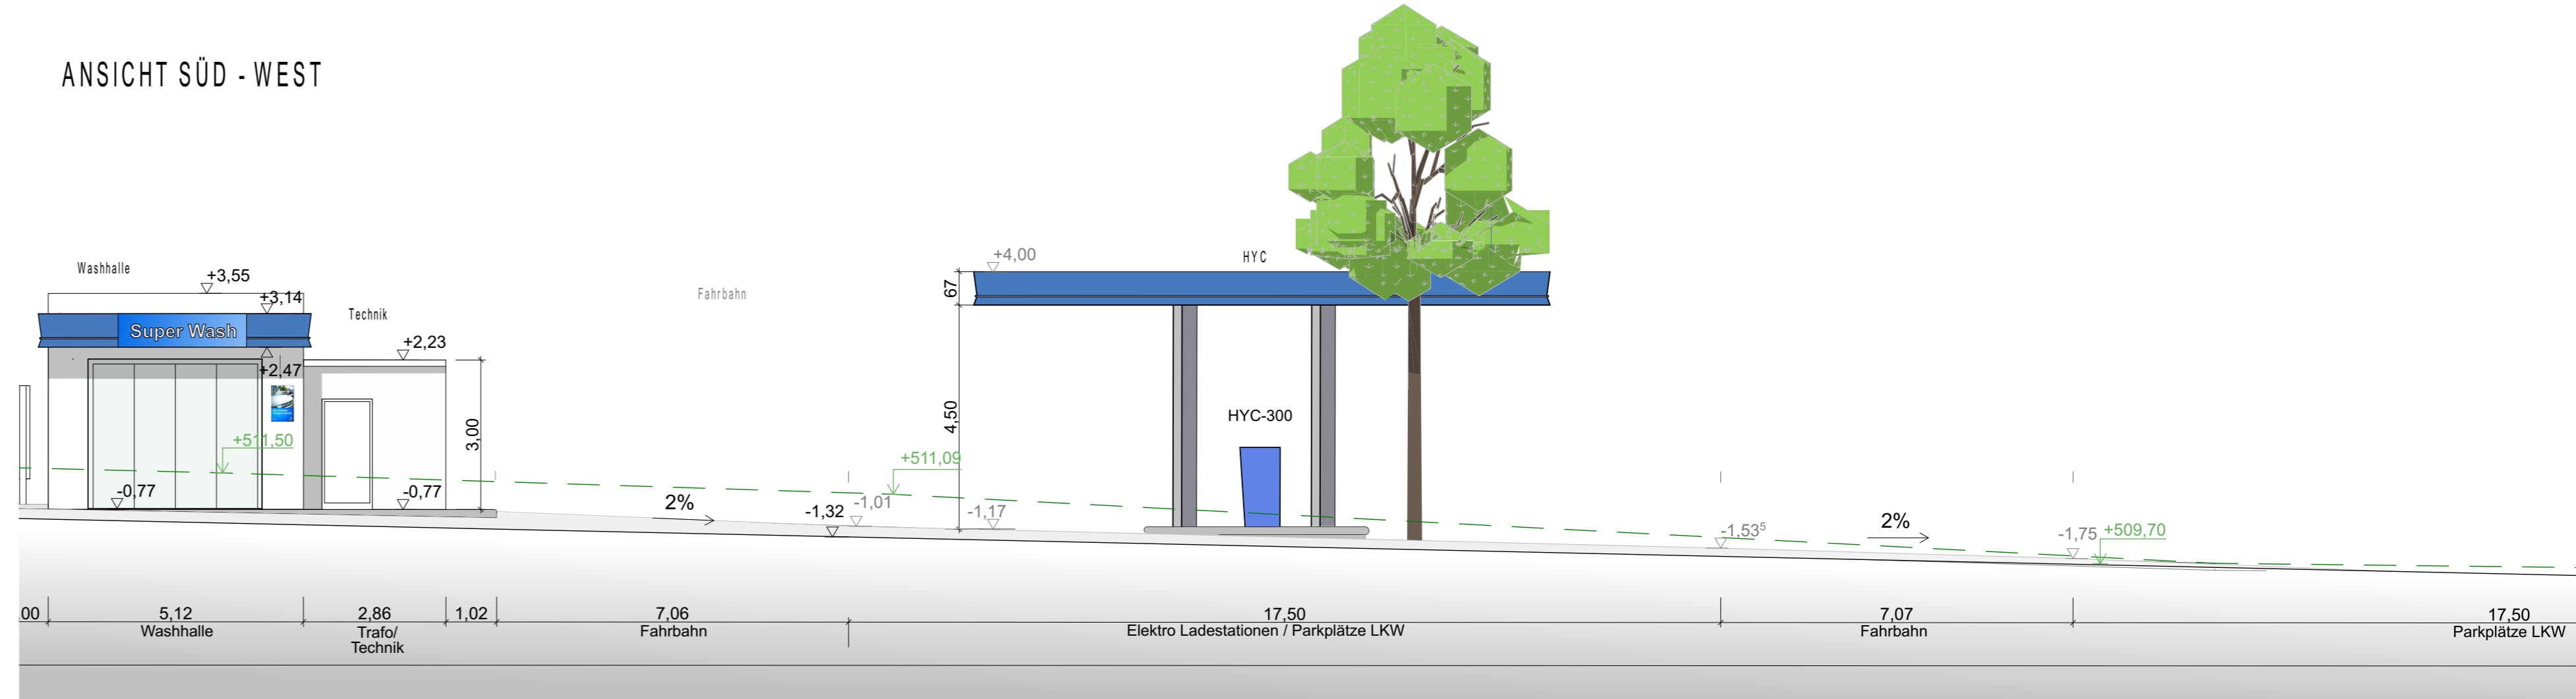 ANSICHT SÜD - WEST
Washhalle
+3,55
+3,14
Super Wash
+2,47
Technik
+2,23
Fahrbahn
+4,00
HYC
67
4,50
3,00
HYC-300
+511,50
-0,77
-0,77
+511,09
2%
-1,32
-1,01
-1,17
-1,53⁵
2%
-1,75
+509,70
00
5,12
Washhalle
2,86
Trafo/
Technik
1,02
7,06
Fahrbahn
17,50
Elektro Ladestationen / Parkplätze LKW
7,07
Fahrbahn
17,50
Parkplätze LKW